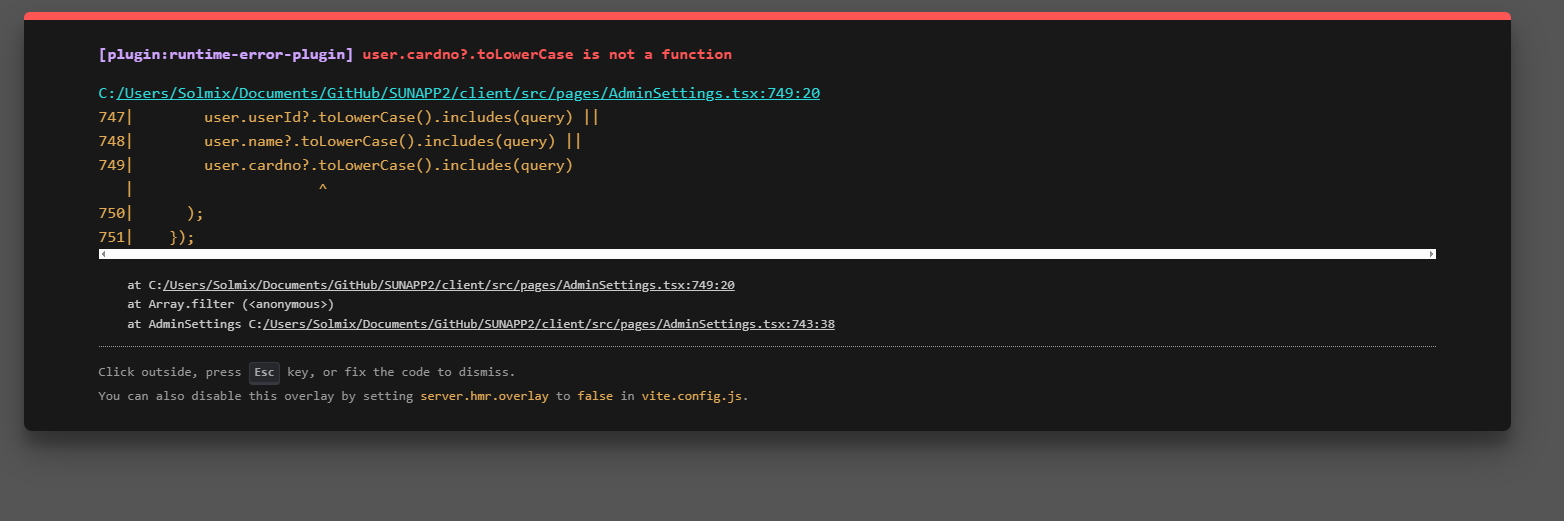 [plugin:runtime-error-plugin] user.cardno?.toLowerCase is not a function
C:/Users/Solmix/Documents/GitHub/SUNAPP2/client/src/pages/AdminSettings.tsx:749:20
747|        user.userId?.toLowerCase().includes(query) ||
748|        user.name?.toLowerCase().includes(query) ||
749|        user.cardno?.toLowerCase().includes(query)
   |                     ^
750|      );
751|    });
at C:/Users/Solmix/Documents/GitHub/SUNAPP2/client/src/pages/AdminSettings.tsx:749:20
at Array.filter (<anonymous>)
at AdminSettings C:/Users/Solmix/Documents/GitHub/SUNAPP2/client/src/pages/AdminSettings.tsx:743:38
Click outside, press Esc key, or fix the code to dismiss.
You can also disable this overlay by setting server.hmr.overlay to false in vite.config.js.